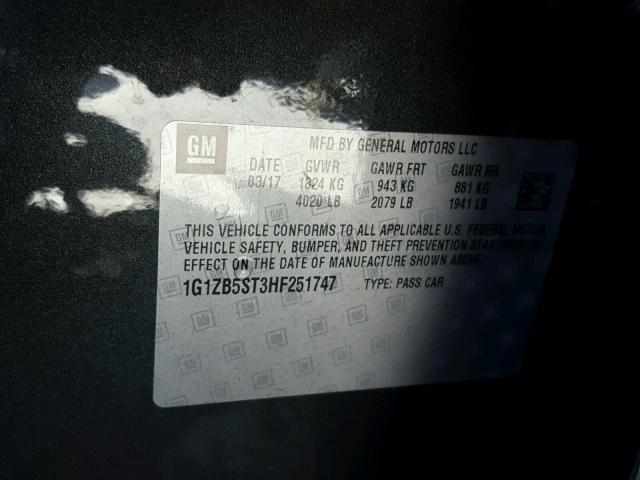 GM MFD BY GENERAL MOTORS LLC
DATE GVWR GAWR FRT GAWR RR
03/17 1824 KG 943 KG 881 KG
4020 LB 2079 LB 1941 LB
THIS VEHICLE CONFORMS TO ALL APPLICABLE U.S. FEDERAL MOTOR
VEHICLE SAFETY, BUMPER, AND THEFT PREVENTION STANDARDS IN
EFFECT ON THE DATE OF MANUFACTURE SHOWN ABOVE.
1G1ZB5ST3HF251747 TYPE: PASS CAR